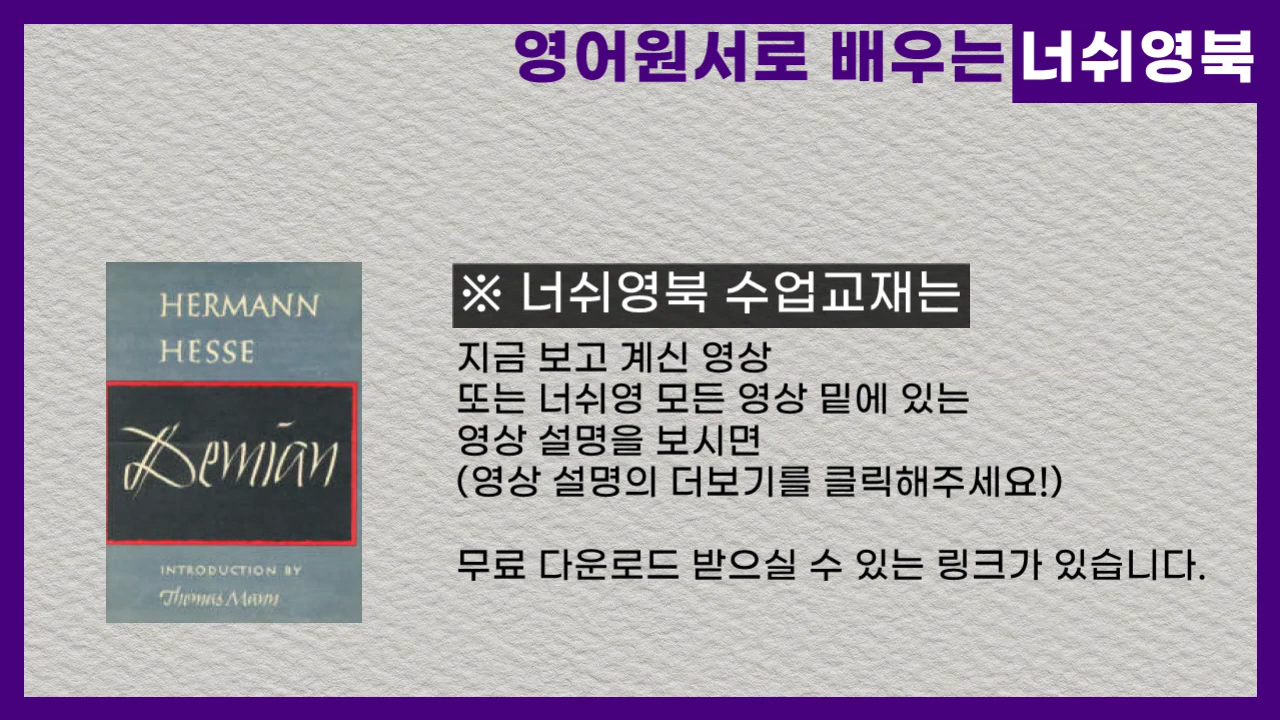 영어원서로 배우는 너쉬영북
HERMANN
HESSE
Demian
INTRODUCTION BY
Thomas Mann
※ 너쉬영북 수업교재는
지금 보고 계신 영상
또는 너쉬영 모든 영상 밑에 있는
영상 설명을 보시면
(영상 설명의 더보기를 클릭해주세요!)
무료 다운로드 받으실 수 있는 링크가 있습니다.